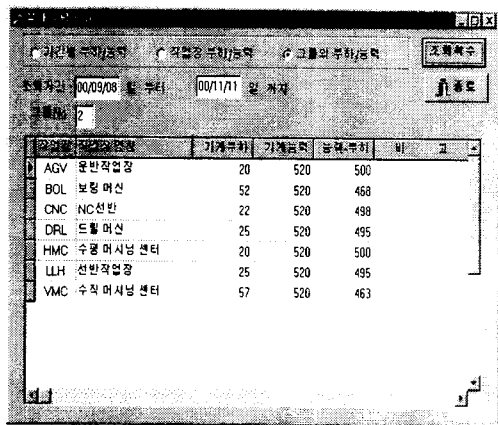 기간별 부하/능력 작업장 부하/능력 그룹의 부하/능력
조회기간 00/09/08 일 부터 00/11/11 일 까지 종료
2
기계부하 기계능력 능력-부하 비 고
AGV 운반작업장 20 520 500
BOL 보링 머신 52 520 468
CNC NC선반 22 520 498
DRL 드릴 머신 25 520 495
HMC 수평 머시닝 센터 20 520 500
LLH 선반작업장 25 520 495
VMC 수직 머시닝 센터 57 520 463